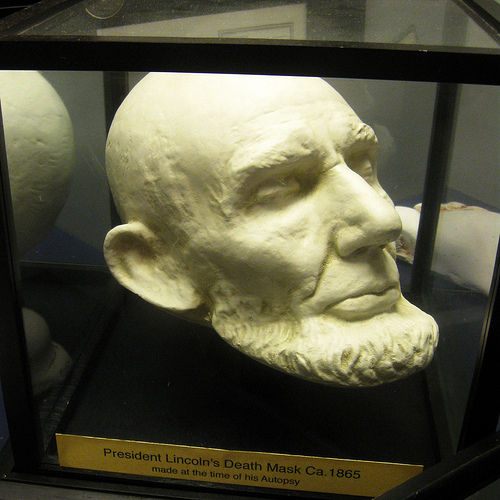 President Lincoln's Death Mask Ca.1865
made at the time of his Autopsy